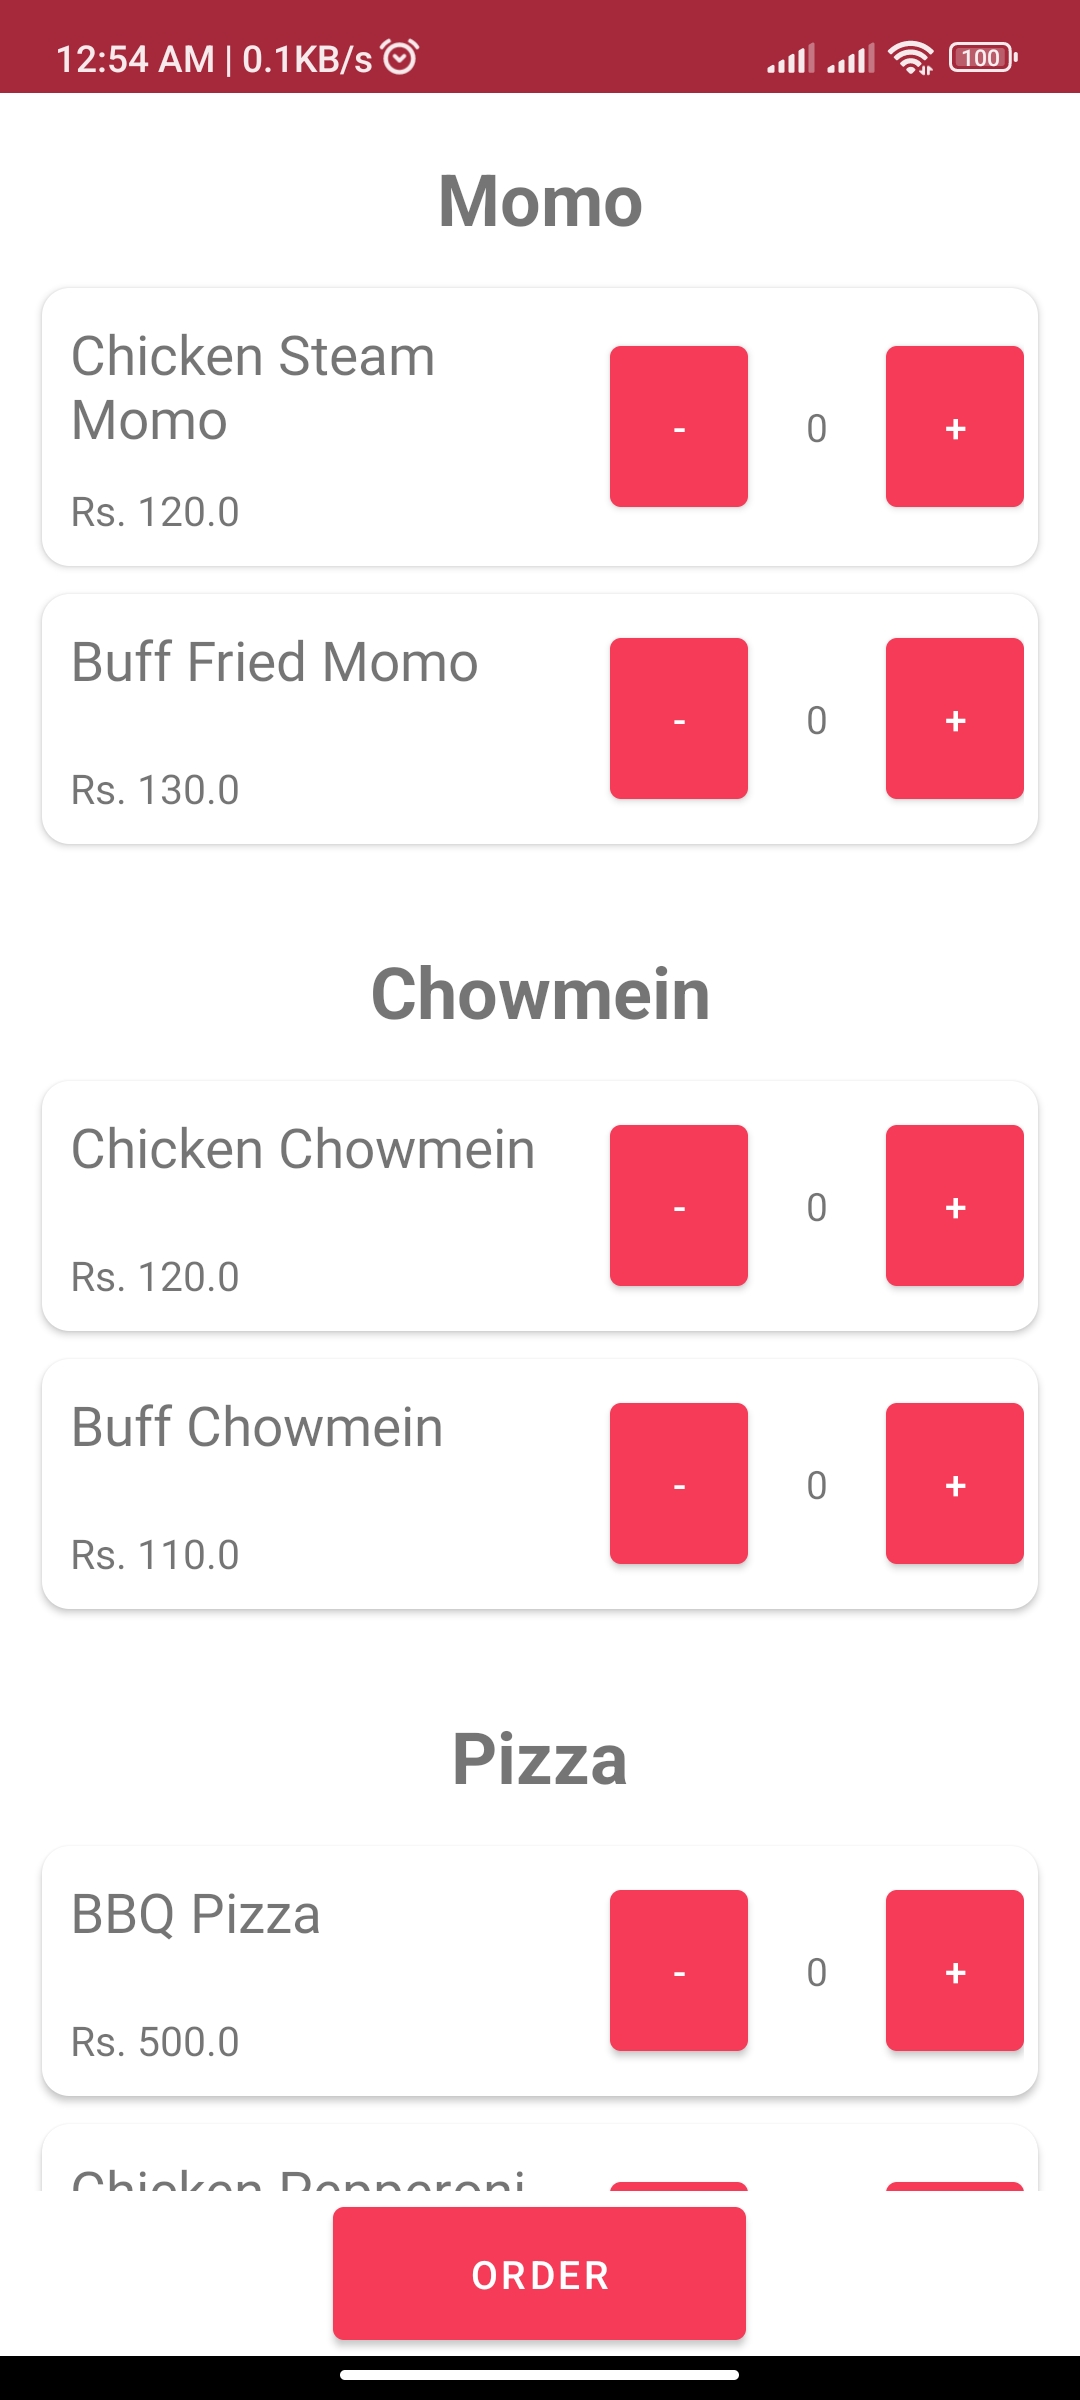 12:54 AM | 0.1KB/s 100
Momo
Chicken Steam
Momo
- 0 +
Rs. 120.0
Buff Fried Momo
- 0 +
Rs. 130.0
Chowmein
Chicken Chowmein
- 0 +
Rs. 120.0
Buff Chowmein
- 0 +
Rs. 110.0
Pizza
BBQ Pizza
- 0 +
Rs. 500.0
Chicken Pepperoni
ORDER